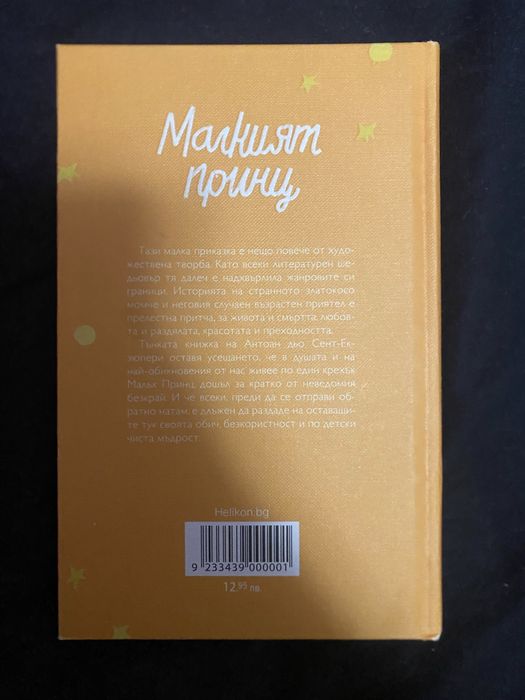 Малкият
принц
Тази малка приказка е нещо повече от худо-
жествена творба. Като всеки литературен ше-
дьовър тя далеч е надхвърлила жанровите си
граници. Историята на странното златокосо
момче и неговия случаен възрастен приятел е
прелестна притча, за живота и смъртта, любов-
та и раздялата, красотата и преходността.
Тънката книжка на Антоан дьо Сент-Ек-
зюпери оставя усещането, че в душата и на
най-обикновения от нас живее по един крехък
Малък Принц, дошъл за кратко от неведомия
безкрай. И че всеки, преди да се отправи об-
ратно натам, е длъжен да раздаде на оставащи-
те тук своята обич, безкористност и по детски
чиста мъдрост.
Helikon.bg
9 233439 000001
12.95 лв.